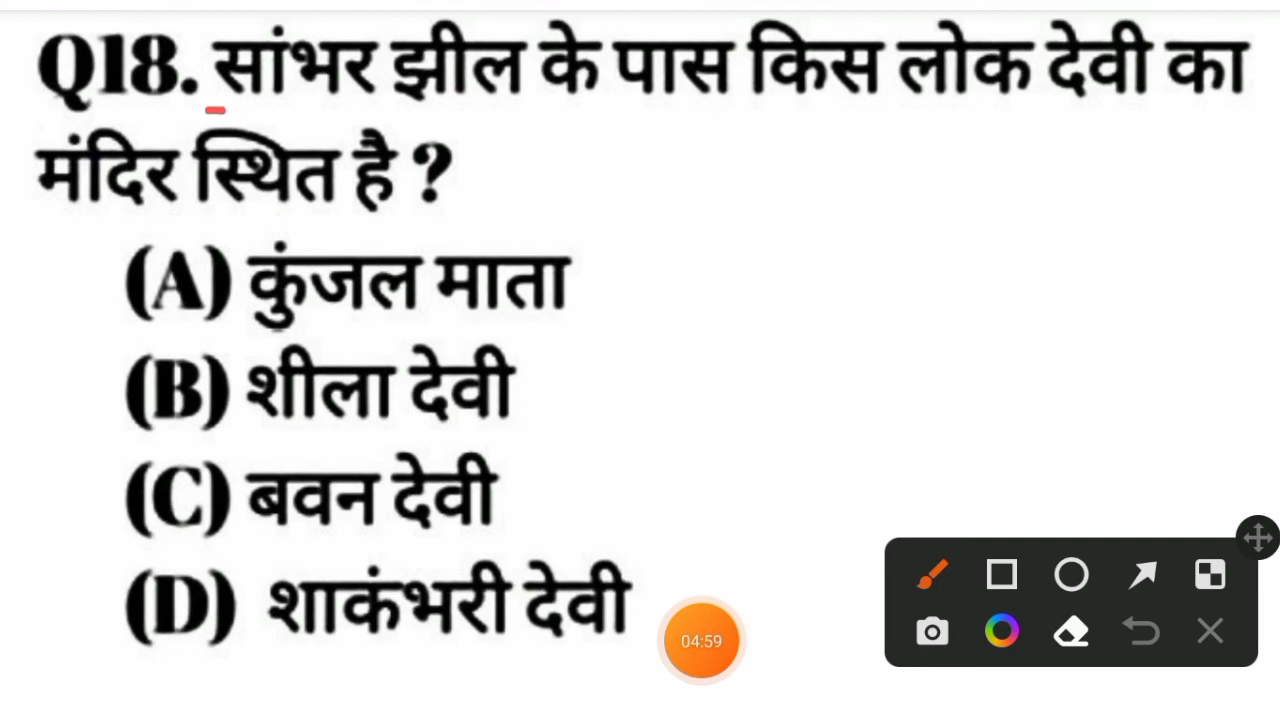 Q18. सांभर झील के पास किस लोक देवी का
मंदिर स्थित है ?
(A) कुंजल माता
(B) शीला देवी
(C) बवन देवी
(D) शाकंभरी देवी
04:59